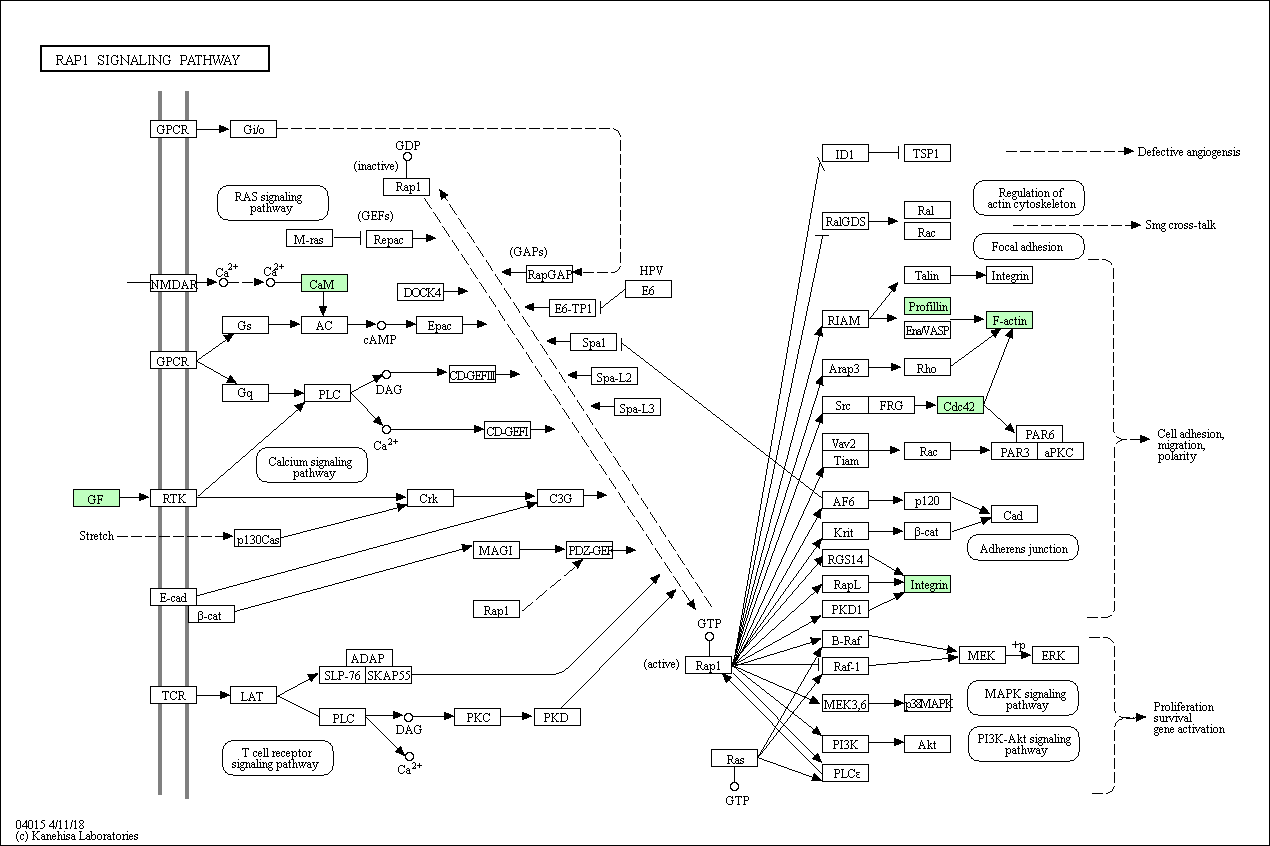 RAP1 SIGNALING PATHWAY
GPCR
Gi/o
GDP
(inactive)
Rap1
RAS signaling
pathway
(GEFs)
M-ras
Repac
(GAPs)
RapGAP
HPV
E6
E6-TP1
NMDAR
Ca2+
Ca2+
CaM
DOCK4
Gs
AC
cAMP
Epac
Spa1
GPCR
Gq
PLC
DAG
CD-GEFIII
Spa-L2
Spa-L3
Ca2+
CD-GEFI
Calcium signaling
pathway
GF
RTK
Crk
C3G
Stretch
p130Cas
MAGI
PDZ-GEF
E-cad
β-cat
Rap1
GTP
(active)
Rap1
ADAP
SLP-76
SKAP55
TCR
LAT
PLC
DAG
PKC
PKD
Ca2+
T cell receptor
signaling pathway
Ras
GTP
ID1
TSP1
Defective angiogensis
Regulation of
actin cytoskeleton
RalGDS
Ral
Rac
Smg cross-talk
Focal adhesion
Talin
Integrin
RIAM
Profillin
Ena/VASP
F-actin
Arap3
Rho
Src
FRG
Cdc42
PAR6
PAR3
aPKC
Vav2
Tiam
Rac
Cell adhesion,
migration,
polarity
AF6
p120
Cad
Krit
β-cat
Adherens junction
RGS14
RapL
Integrin
PKD1
B-Raf
Raf-1
MEK
+p
ERK
MEK3,6
p38MAPK
MAPK signaling
pathway
PI3K
Akt
PI3K-Akt signaling
pathway
PLCε
Proliferation
survival
gene activation
04015 4/11/18
(c) Kanehisa Laboratories